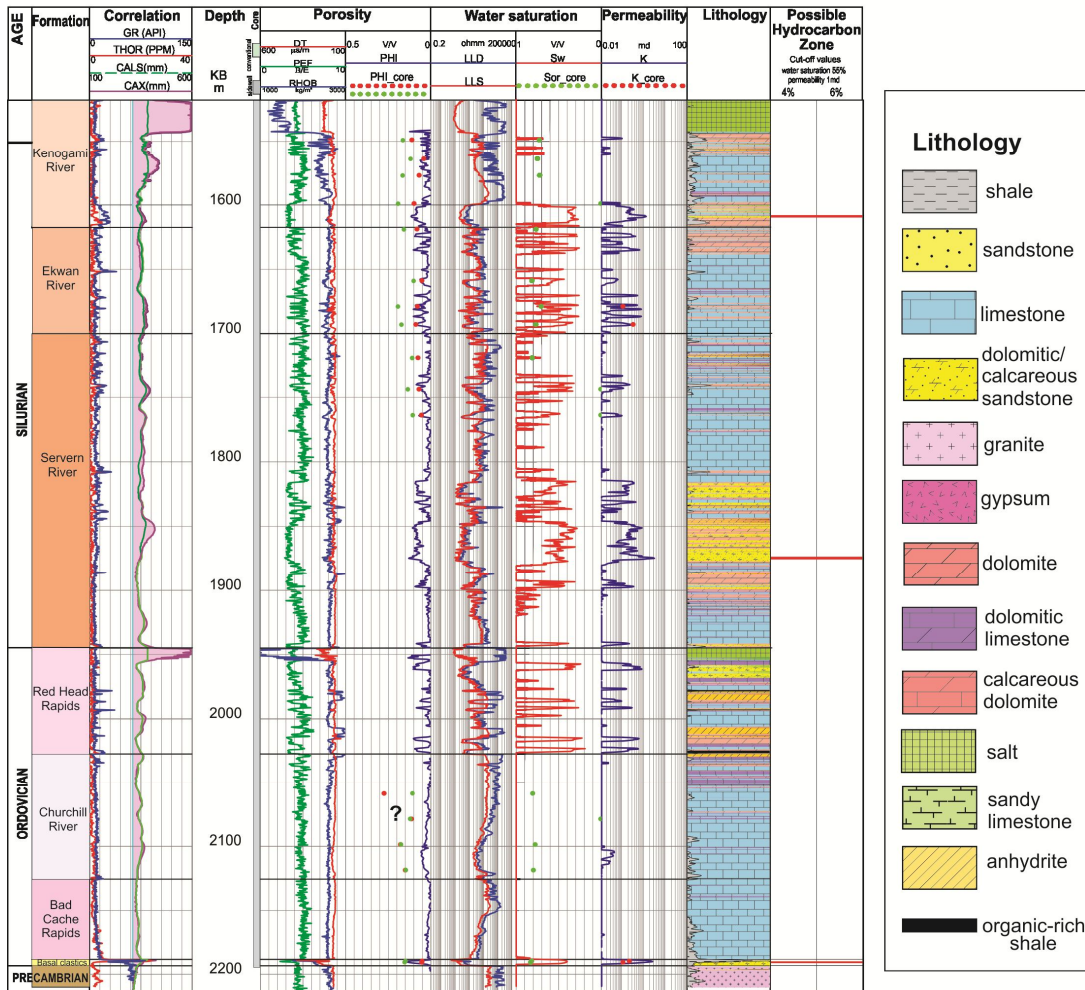 AGE
Formation
Correlation
GR (API)
0 150
THOR (PPM)
0 40
CALS(mm)
CAX(mm)
100 600
Depth
KB
m
Core
conventional
sidewall
Porosity
DT
600 µs/m 100
PEF
0 B/E 10
RHOB
1000 kg/m³ 3000
0.5 V/V 0
PHI
PHI_core
Water saturation
0.2 ohmm 200000
LLD
LLS
1 V/V 0
Sw
Sor_core
Permeability
0.01 md 100
K
K_core
Lithology
Possible
Hydrocarbon
Zone
Cut-off values
water saturation 55%
permeability 1md
4% 6%
SILURIAN
ORDOVICIAN
PRECAMBRIAN
Kenogami
River
Ekwan
River
Servern
River
Red Head
Rapids
Churchill
River
Bad
Cache
Rapids
Basal clastics
1600
1700
1800
1900
2000
2100
2200
?
Lithology
shale
sandstone
limestone
dolomitic/
calcareous
sandstone
granite
gypsum
dolomite
dolomitic
limestone
calcareous
dolomite
salt
sandy
limestone
anhydrite
organic-rich
shale